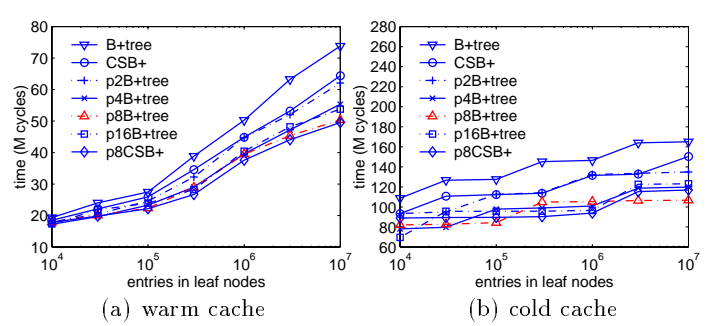 80
70
60
50
40
30
20
10
time (M cycles)
B+tree
CSB+
p2B+tree
p4B+tree
p8B+tree
p16B+tree
p8CSB+
10^4
10^5
10^6
10^7
entries in leaf nodes
(a) warm cache
280
260
240
220
200
180
160
140
120
100
80
60
time (M cycles)
B+tree
CSB+
p2B+tree
p4B+tree
p8B+tree
p16B+tree
p8CSB+
10^4
10^5
10^6
10^7
entries in leaf nodes
(b) cold cache